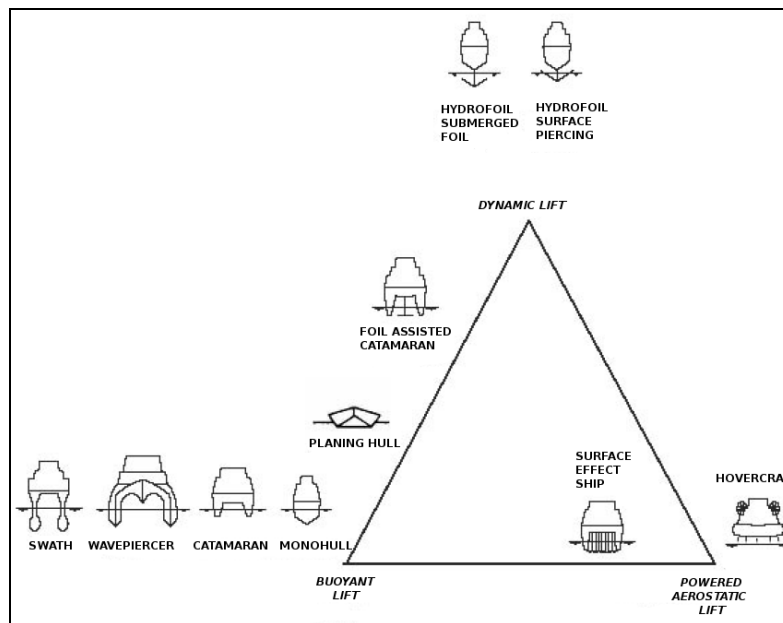 HYDROFOIL
SUBMERGED
FOIL
HYDROFOIL
SURFACE
PIERCING
DYNAMIC LIFT
FOIL ASSISTED
CATAMARAN
PLANING HULL
SURFACE
EFFECT
SHIP
HOVERCRA
SWATH
WAVEPIERCER
CATAMARAN
MONOHULL
BUOYANT
LIFT
POWERED
AEROSTATIC
LIFT